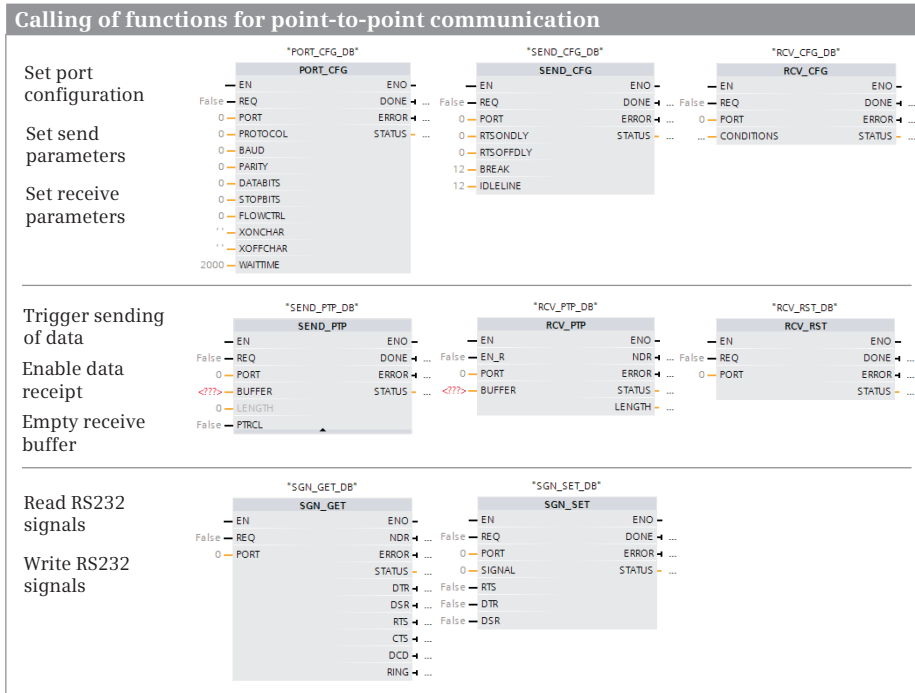 Calling of functions for point-to-point communication
Set port
configuration
Set send
parameters
Set receive
parameters
"PORT_CFG_DB"
PORT_CFG
EN ENO
False REQ DONE ...
0 PORT ERROR ...
0 PROTOCOL STATUS ...
0 BAUD
0 PARITY
0 DATABITS
0 STOPBITS
0 FLOWCTRL
' ' XONCHAR
' ' XOFFCHAR
2000 WAITTIME
"SEND_CFG_DB"
SEND_CFG
EN ENO
False REQ DONE ...
0 PORT ERROR ...
0 RTSONDLY STATUS ...
0 RTSOFFDLY
12 BREAK
12 IDLELINE
"RCV_CFG_DB"
RCV_CFG
EN ENO
False REQ DONE ...
0 PORT ERROR ...
... CONDITIONS STATUS ...
Trigger sending
of data
Enable data
receipt
Empty receive
buffer
"SEND_PTP_DB"
SEND_PTP
EN ENO
False REQ DONE ...
0 PORT ERROR ...
<???> BUFFER STATUS ...
0 LENGTH
False PTRCL
"RCV_PTP_DB"
RCV_PTP
EN ENO
False EN_R NDR ...
0 PORT ERROR ...
<???> BUFFER STATUS ...
LENGTH ...
"RCV_RST_DB"
RCV_RST
EN ENO
False REQ DONE ...
0 PORT ERROR ...
STATUS ...
Read RS232
signals
Write RS232
signals
"SGN_GET_DB"
SGN_GET
EN ENO
False REQ NDR ...
0 PORT ERROR ...
STATUS ...
DTR ...
DSR ...
RTS ...
CTS ...
DCD ...
RING ...
"SGN_SET_DB"
SGN_SET
EN ENO
False REQ DONE ...
0 PORT ERROR ...
0 SIGNAL STATUS ...
False RTS
False DTR
False DSR